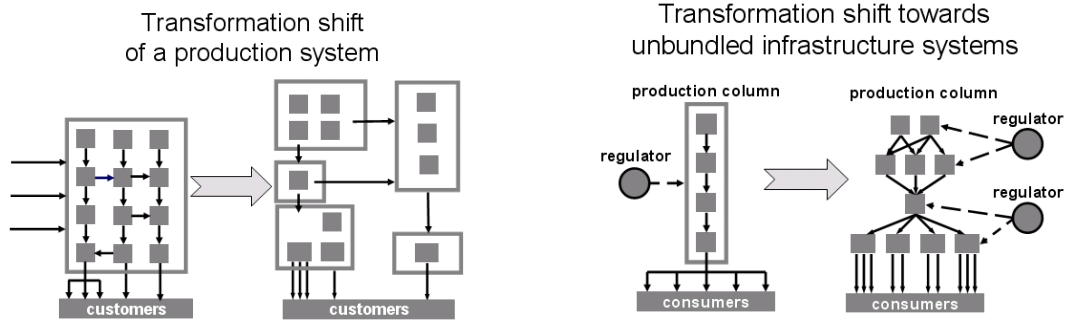 Transformation shift
of a production system
customers
customers
Transformation shift towards
unbundled infrastructure systems
production column
regulator
consumers
production column
regulator
regulator
consumers